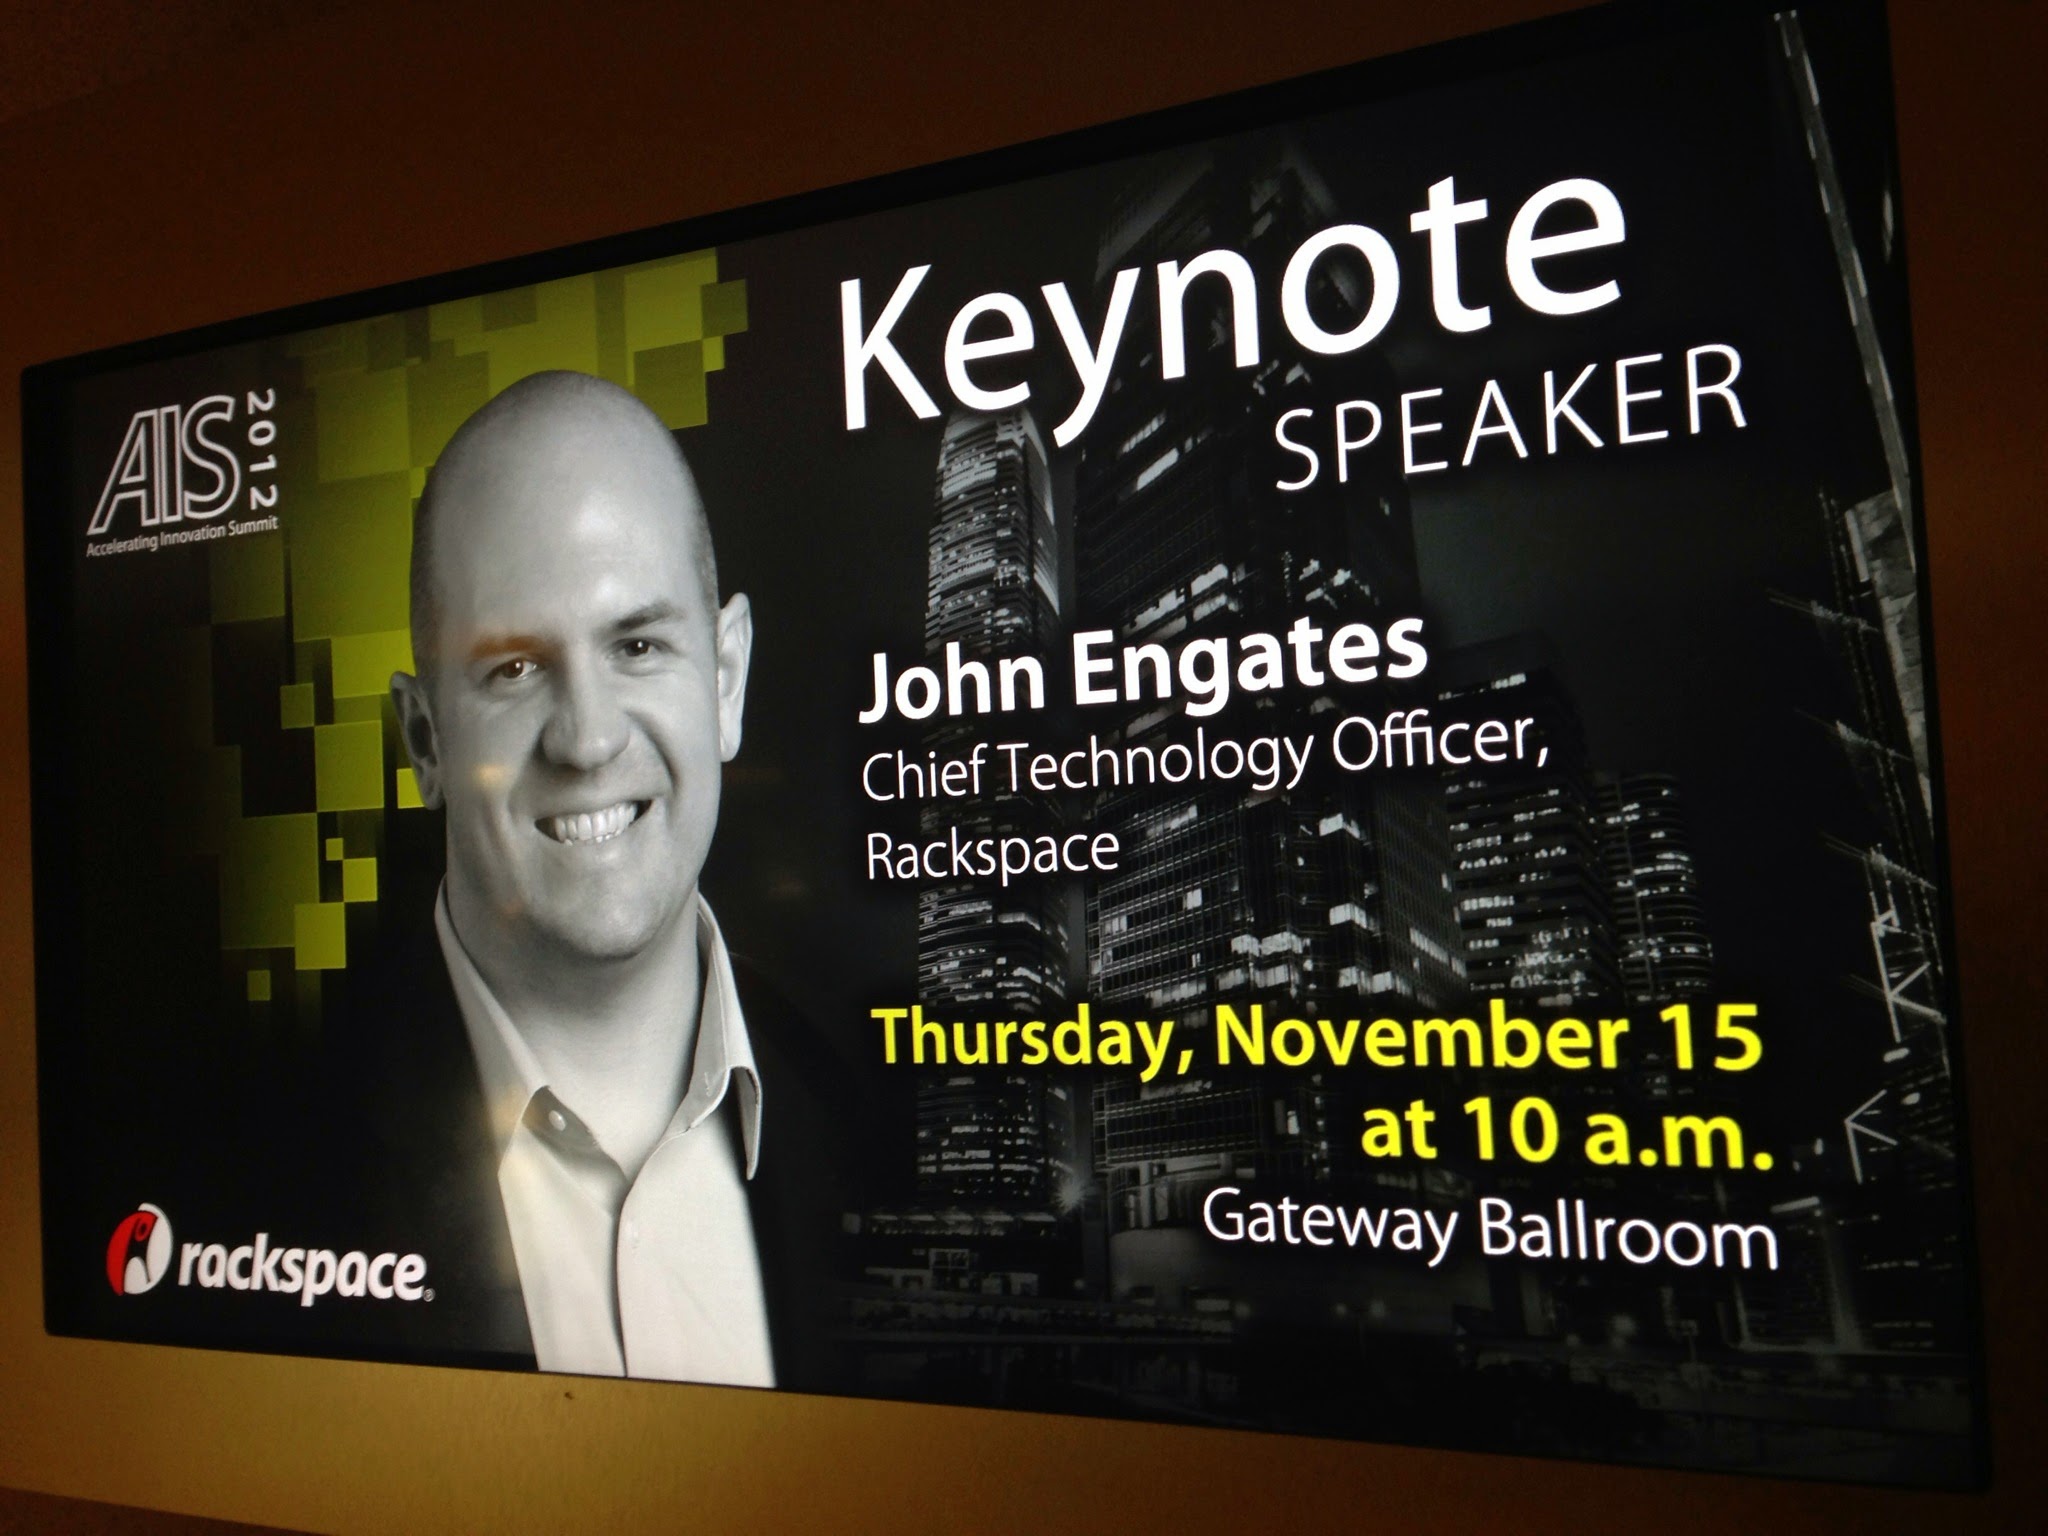 AIS
2012
Accelerating Innovation Summit
Keynote
SPEAKER
John Engates
Chief Technology Officer,
Rackspace
Thursday, November 15
at 10 a.m.
Gateway Ballroom
rackspace®